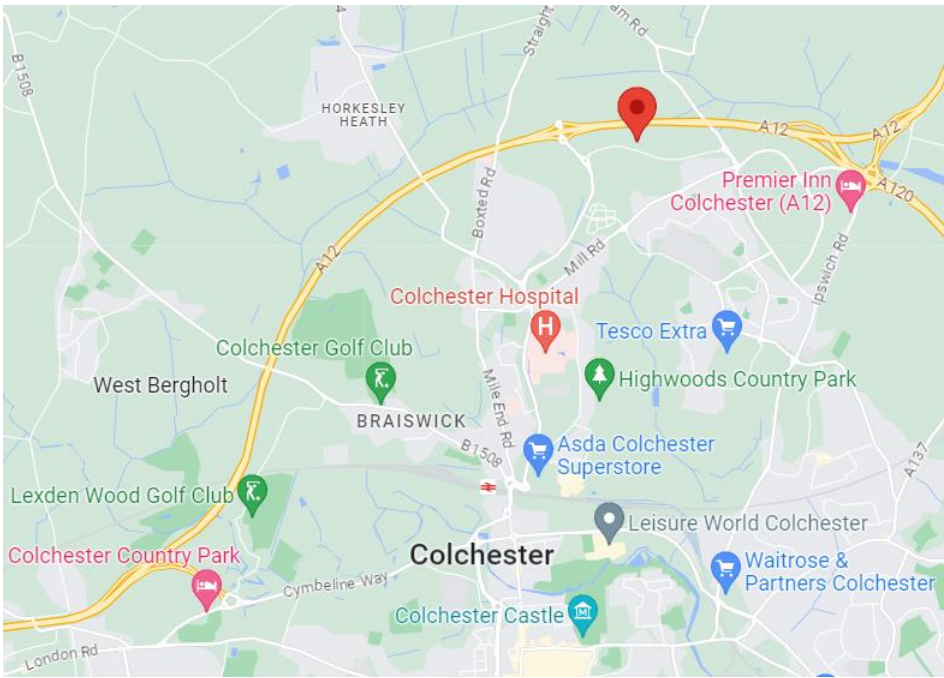 B1508
HORKESLEY
HEATH
Straight
am Rd
A12
A12
Premier Inn
Colchester (A12)
A120
Boxted Rd
Mill Rd
Ipswich Rd
A12
Colchester Hospital
H
Colchester Golf Club
Tesco Extra
West Bergholt
Highwoods Country Park
Mile End Rd
BRAISWICK
B1508
Asda Colchester
Superstore
A137
Lexden Wood Golf Club
Leisure World Colchester
Colchester Country Park
Colchester
Waitrose &
Partners Colchester
Cymbeline Way
Colchester Castle
London Rd